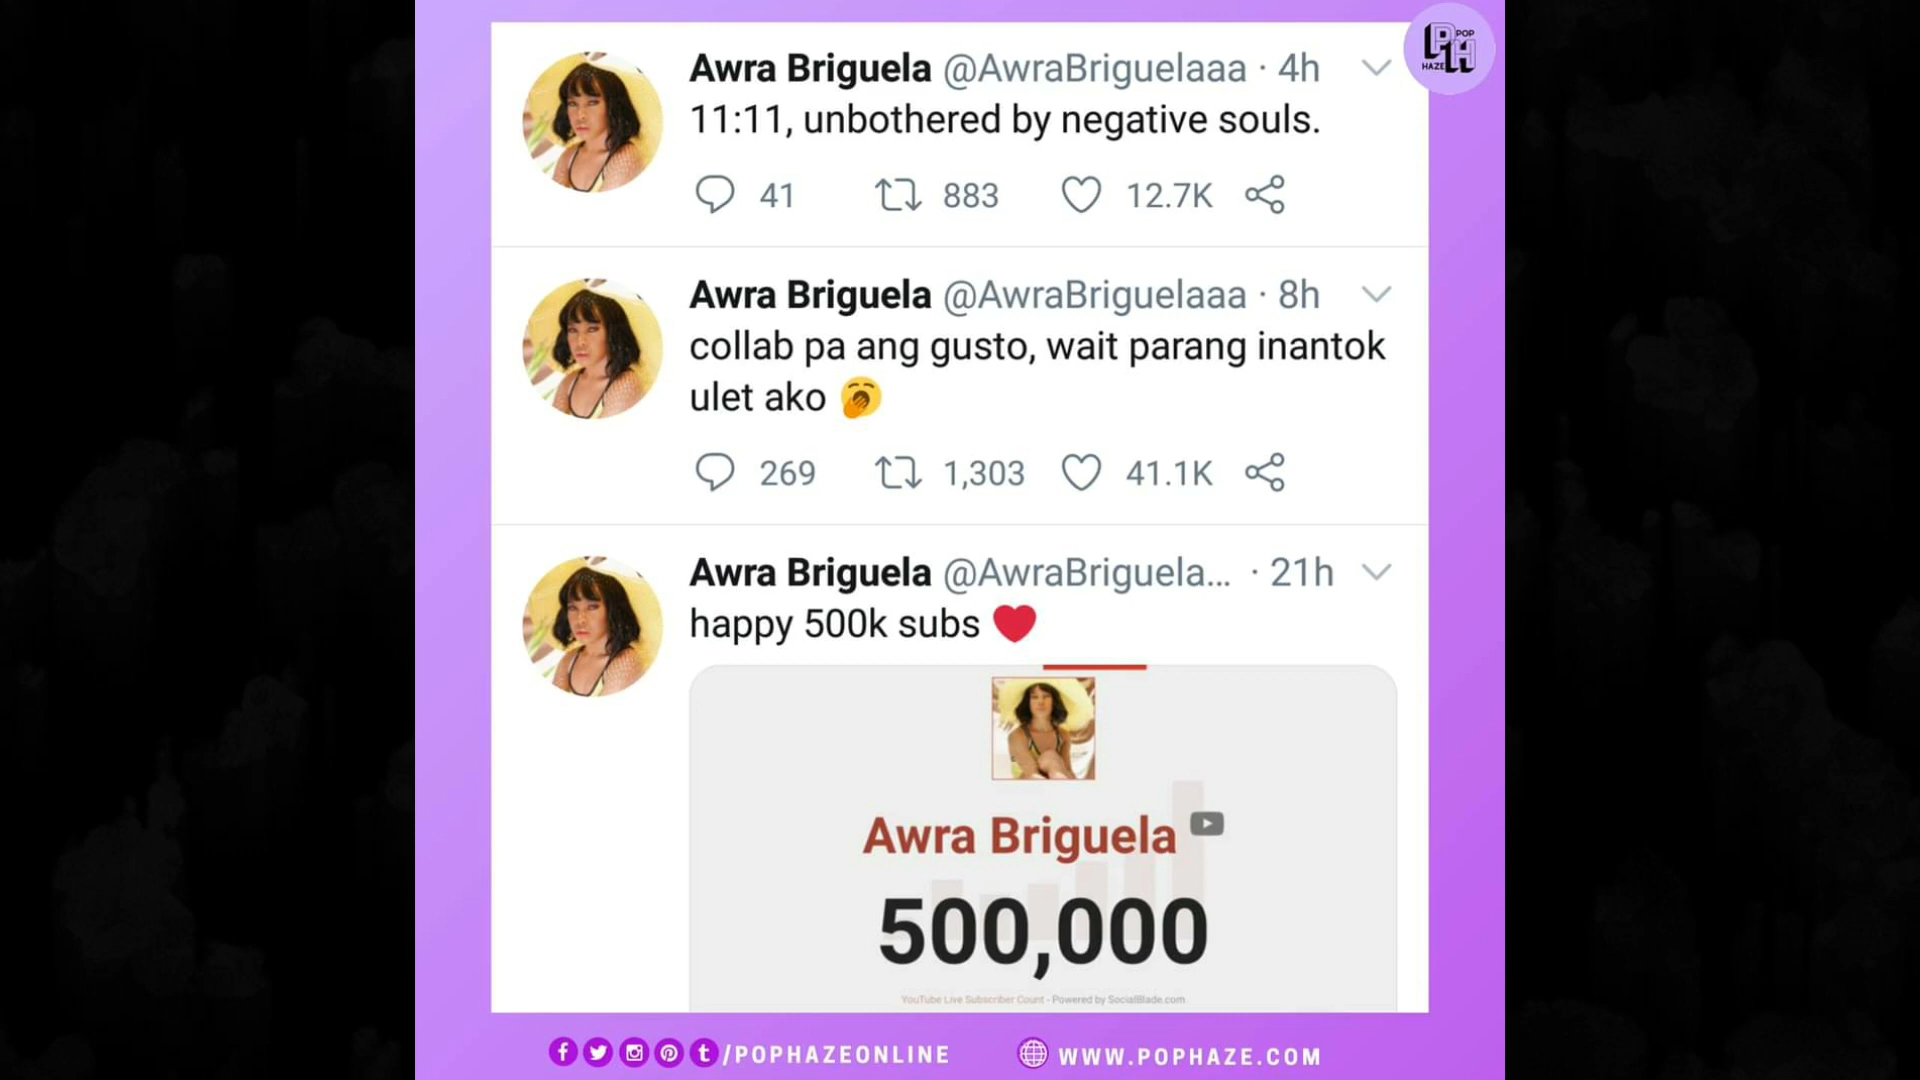 POP
HAZE
PH
Awra Briguela @AwraBriguelaaa · 4h
11:11, unbothered by negative souls.
41 883 12.7K
Awra Briguela @AwraBriguelaaa · 8h
collab pa ang gusto, wait parang inantok
ulet ako 🥱
269 1,303 41.1K
Awra Briguela @AwraBriguela... · 21h
happy 500k subs ❤️
Awra Briguela
500,000
YouTube Live Subscriber Count - Powered by SocialBlade.com
/POPHAZEONLINE WWW.POPHAZE.COM